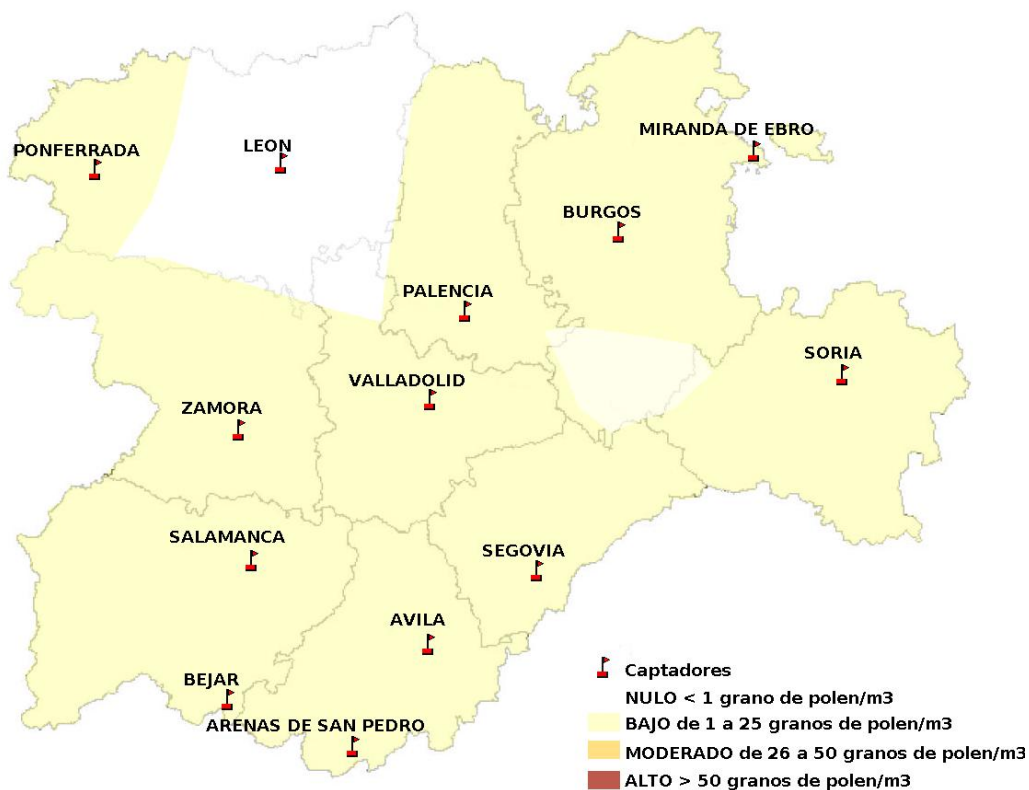 MIRANDA DE EBRO
PONFERRADA
LEON
BURGOS
PALENCIA
SORIA
VALLADOLID
ZAMORA
SALAMANCA
SEGOVIA
AVILA
BEJAR
ARENAS DE SAN PEDRO
Captadores
NULO < 1 grano de polen/m3
BAJO de 1 a 25 granos de polen/m3
MODERADO de 26 a 50 granos de polen/m3
ALTO > 50 granos de polen/m3